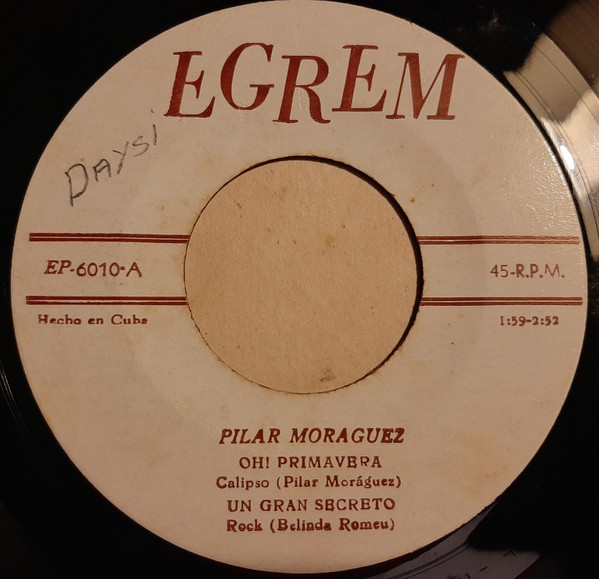 EGREM
Daysi
EP-6010-A
45-R.P.M.
Hecho en Cuba
1:59-2:52
PILAR MORAGUEZ
OH! PRIMAVERA
Calipso (Pilar Moráguez)
UN GRAN SECRETO
Rock (Belinda Romeu)